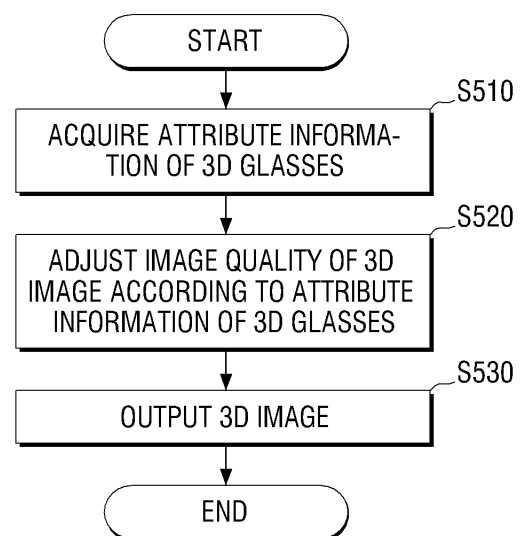 START
S510
ACQUIRE ATTRIBUTE INFORMA-
TION OF 3D GLASSES
S520
ADJUST IMAGE QUALITY OF 3D
IMAGE ACCORDING TO ATTRIBUTE
INFORMATION OF 3D GLASSES
S530
OUTPUT 3D IMAGE
END